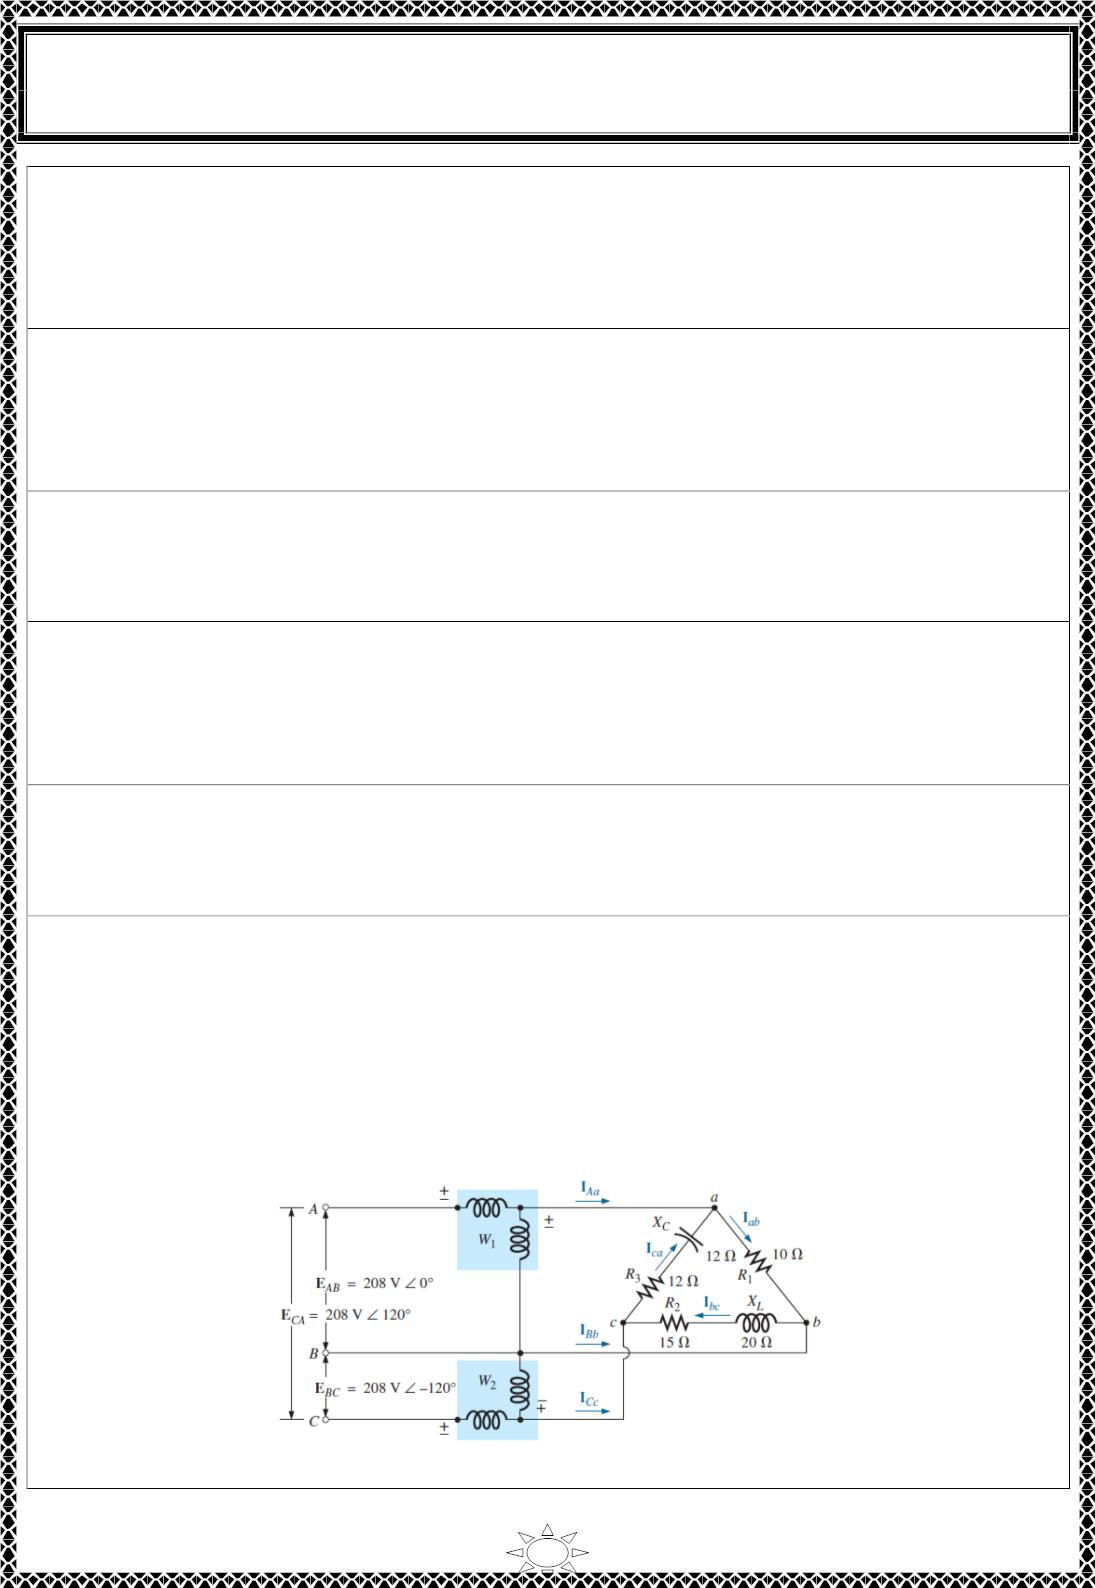 I_Aa
a
A
±
±
W1
X_C
I_ab
I_ca
12 Ω
10 Ω
R3
12 Ω
R1
E_AB = 208 V ∠ 0°
R2
I_bc
X_L
E_CA = 208 V ∠ 120°
c
b
I_Bb
15 Ω
20 Ω
B
W2
E_BC = 208 V ∠ –120°
I_Cc
±
C
±